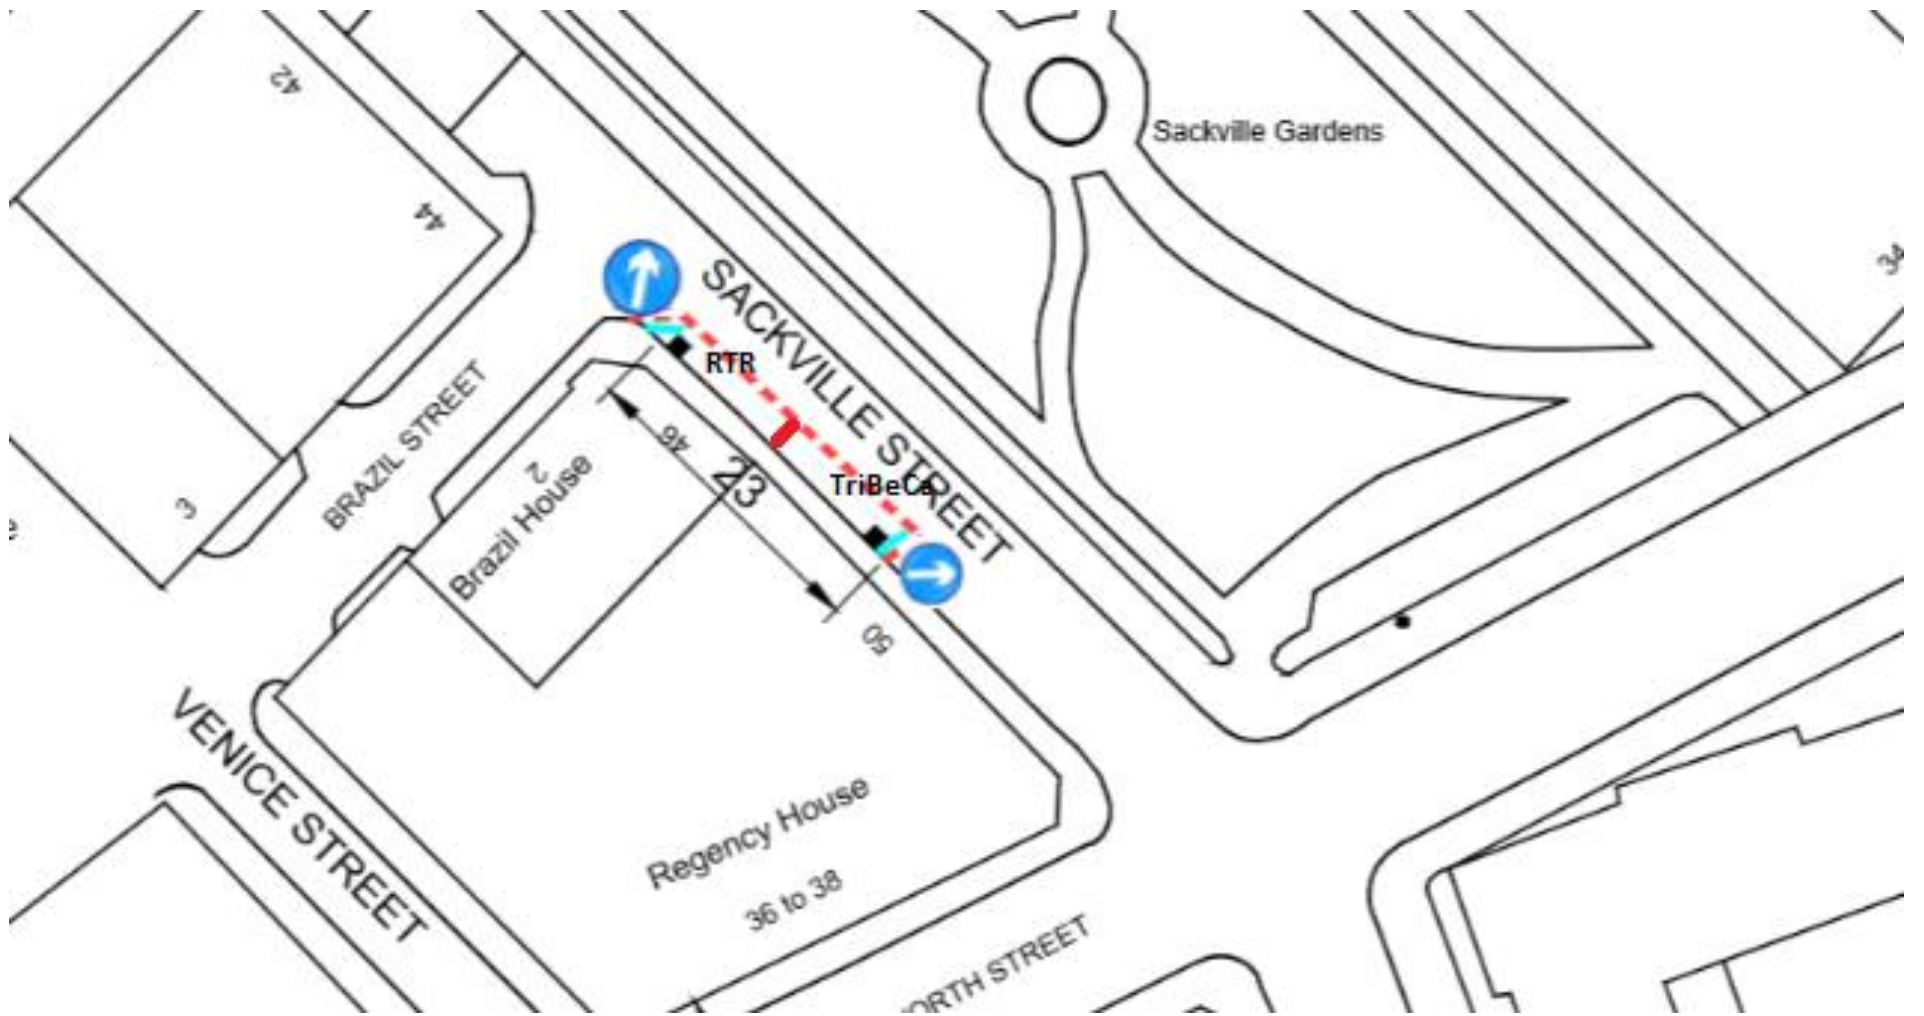 42
Sackville Gardens
44
34
SACKVILLE STREET
RTR
BRAZIL STREET
46
23
2
Brazil House
TriBeCa
3
50
VENICE STREET
Regency House
36 to 38
ORTH STREET